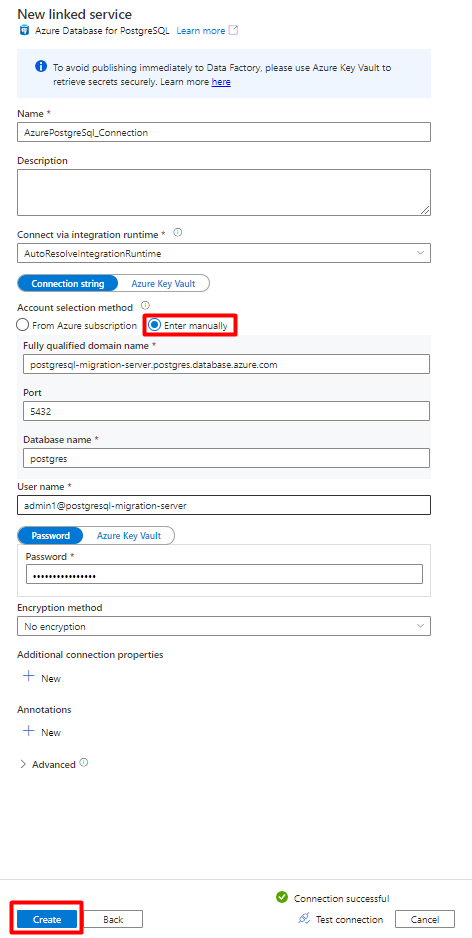 New linked service
Azure Database for PostgreSQL Learn more
To avoid publishing immediately to Data Factory, please use Azure Key Vault to
retrieve secrets securely. Learn more here
Name *
AzurePostgreSql_Connection
Description
Connect via integration runtime *
AutoResolveIntegrationRuntime
Connection string Azure Key Vault
Account selection method
From Azure subscription Enter manually
Fully qualified domain name *
postgresql-migration-server.postgres.database.azure.com
Port
5432
Database name *
postgres
User name *
admin1@postgresql-migration-server
Password Azure Key Vault
Password *
•••••••••••••••
Encryption method
No encryption
Additional connection properties
+ New
Annotations
+ New
Advanced
Connection successful
Create Back Test connection Cancel